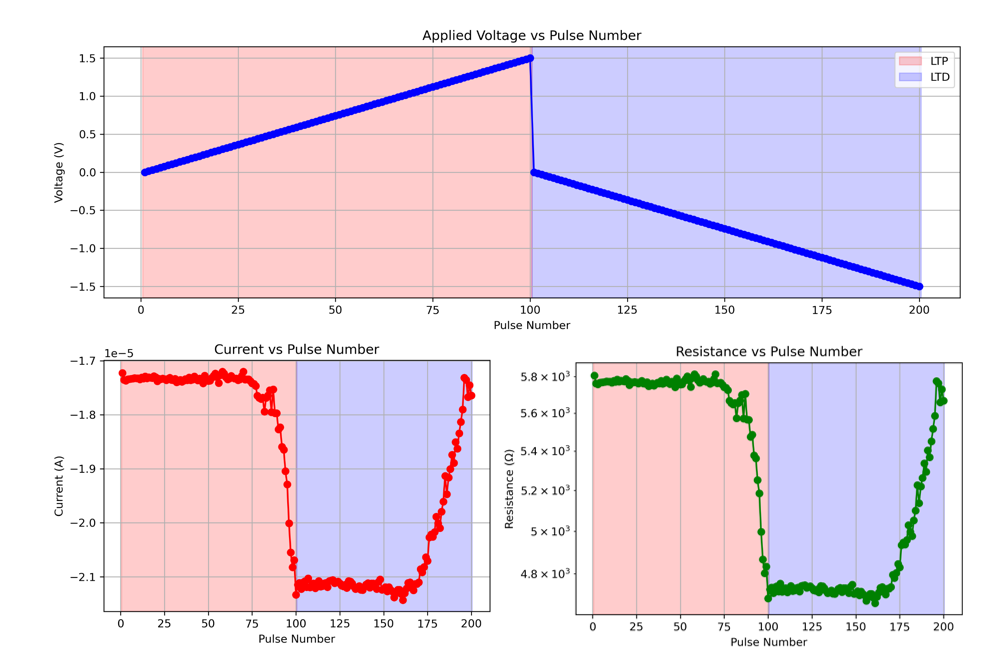 Applied Voltage vs Pulse Number
1.5
1.0
0.5
0.0
−0.5
−1.0
−1.5
Voltage (V)
LTP
LTD
0 25 50 75 100 125 150 175 200
Pulse Number
Current vs Pulse Number
1e−5
−1.7
−1.8
−1.9
−2.0
−2.1
Current (A)
0 25 50 75 100 125 150 175 200
Pulse Number
Resistance vs Pulse Number
5.8 × 10³
5.6 × 10³
5.4 × 10³
5.2 × 10³
5 × 10³
4.8 × 10³
Resistance (Ω)
0 25 50 75 100 125 150 175 200
Pulse Number